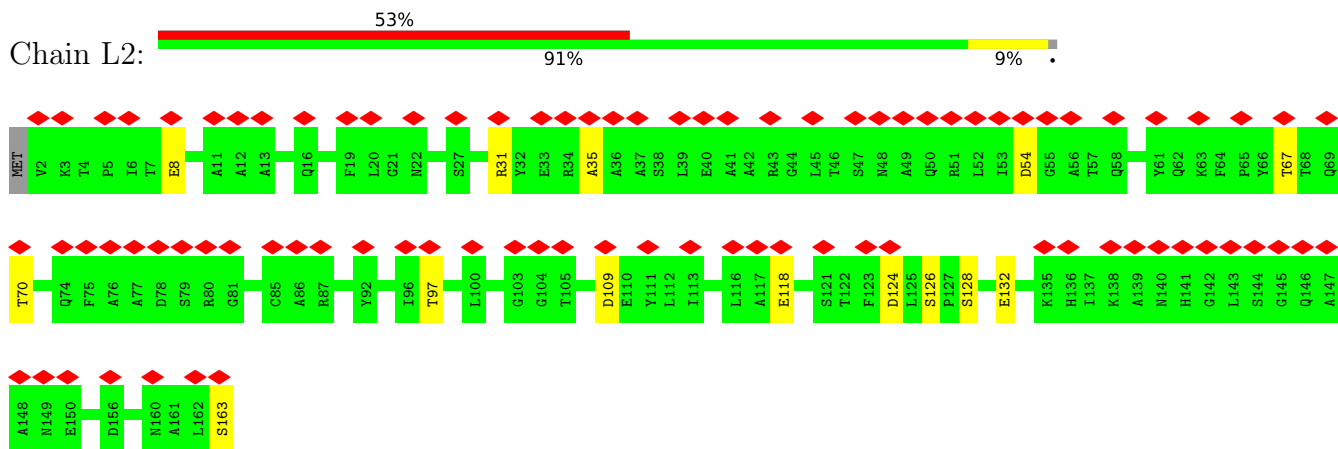 53%
Chain L2:
91% 9% •
MET V2 K3 T4 P5 I6 T7 E8 A11 A12 A13 Q16 F19 L20 G21 N22 S27 R31 Y32 E33 R34 A35 A36 A37 S38 L39 E40 A41 A42 R43 G44 L45 T46 S47 N48 A49 Q50 R51 L52 I53 D54 G55 A56 T57 Q58 Y61 Q62 K63 F64 P65 Y66 T67 T68 Q69
T70 Q74 F75 A76 A77 D78 S79 R80 G81 C85 A86 R87 Y92 I96 T97 L100 G103 G104 T105 D109 E110 Y111 L112 I113 L116 A117 E118 S121 T122 F123 D124 L125 S126 P127 S128 E132 K135 H136 I137 K138 A139 N140 H141 G142 L143 S144 G145 Q146 A147
A148 N149 E150 D156 N160 A161 L162 S163